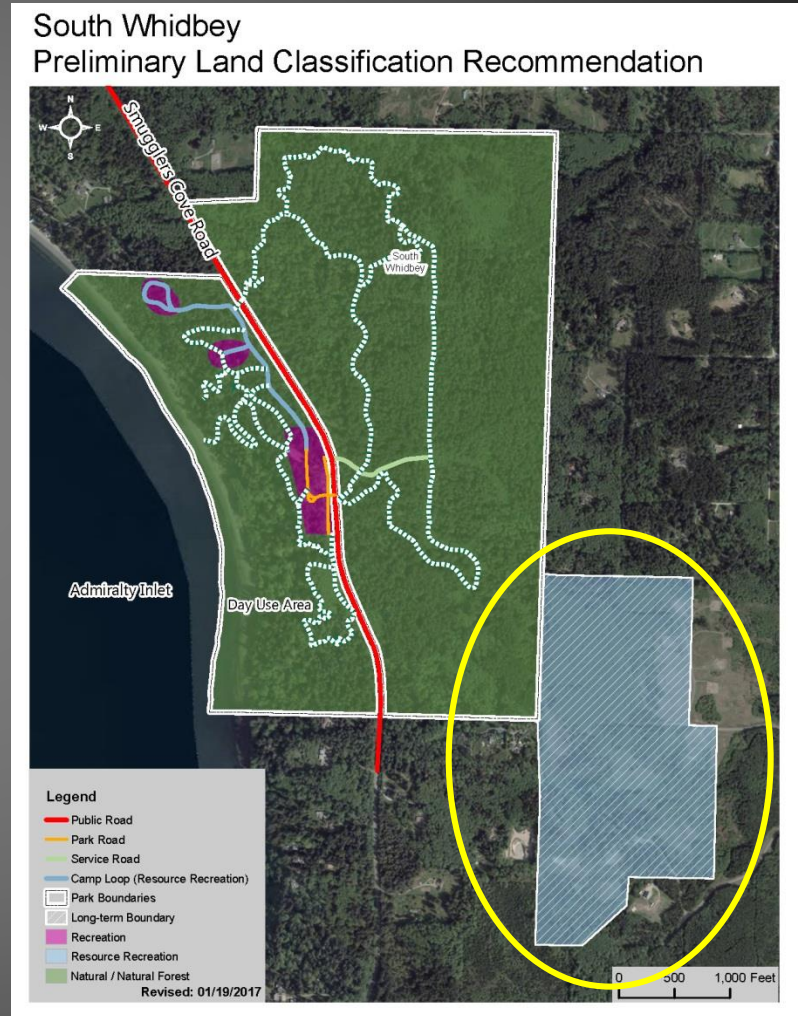 South Whidbey
Preliminary Land Classification Recommendation
N
W E
S
Smugglers Cove Road
South
Whidbey
Admiralty Inlet
Day Use Area
Legend
Public Road
Park Road
Service Road
Camp Loop (Resource Recreation)
Park Boundaries
Long-term Boundary
Recreation
Resource Recreation
Natural / Natural Forest
Revised: 01/19/2017
0 500 1,000 Feet